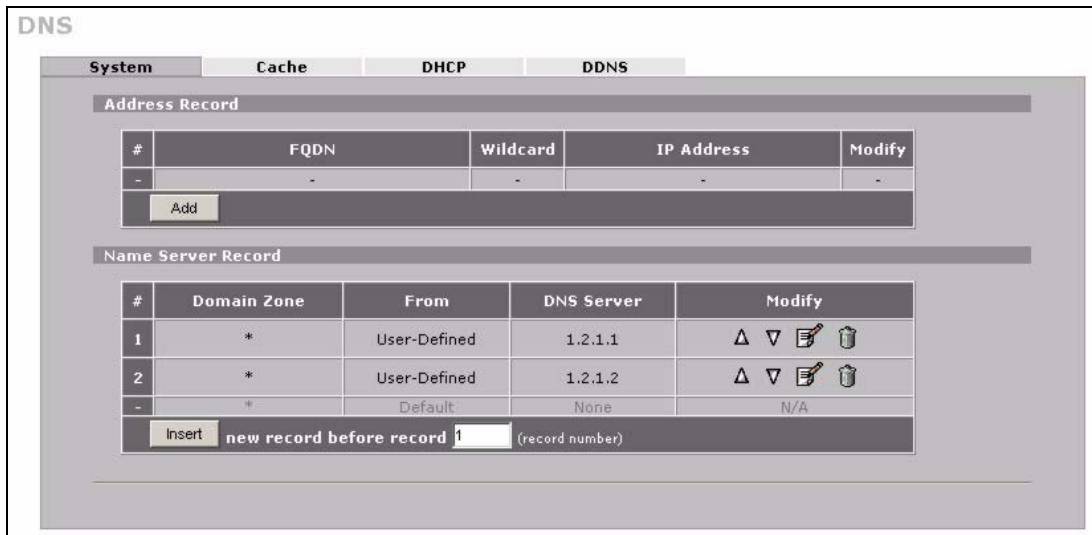 DNS
System Cache DHCP DDNS
Address Record
# FQDN Wildcard IP Address Modify
- - - - -
Add
Name Server Record
# Domain Zone From DNS Server Modify
1 * User-Defined 1.2.1.1
2 * User-Defined 1.2.1.2
- * Default None N/A
Insert new record before record 1 (record number)